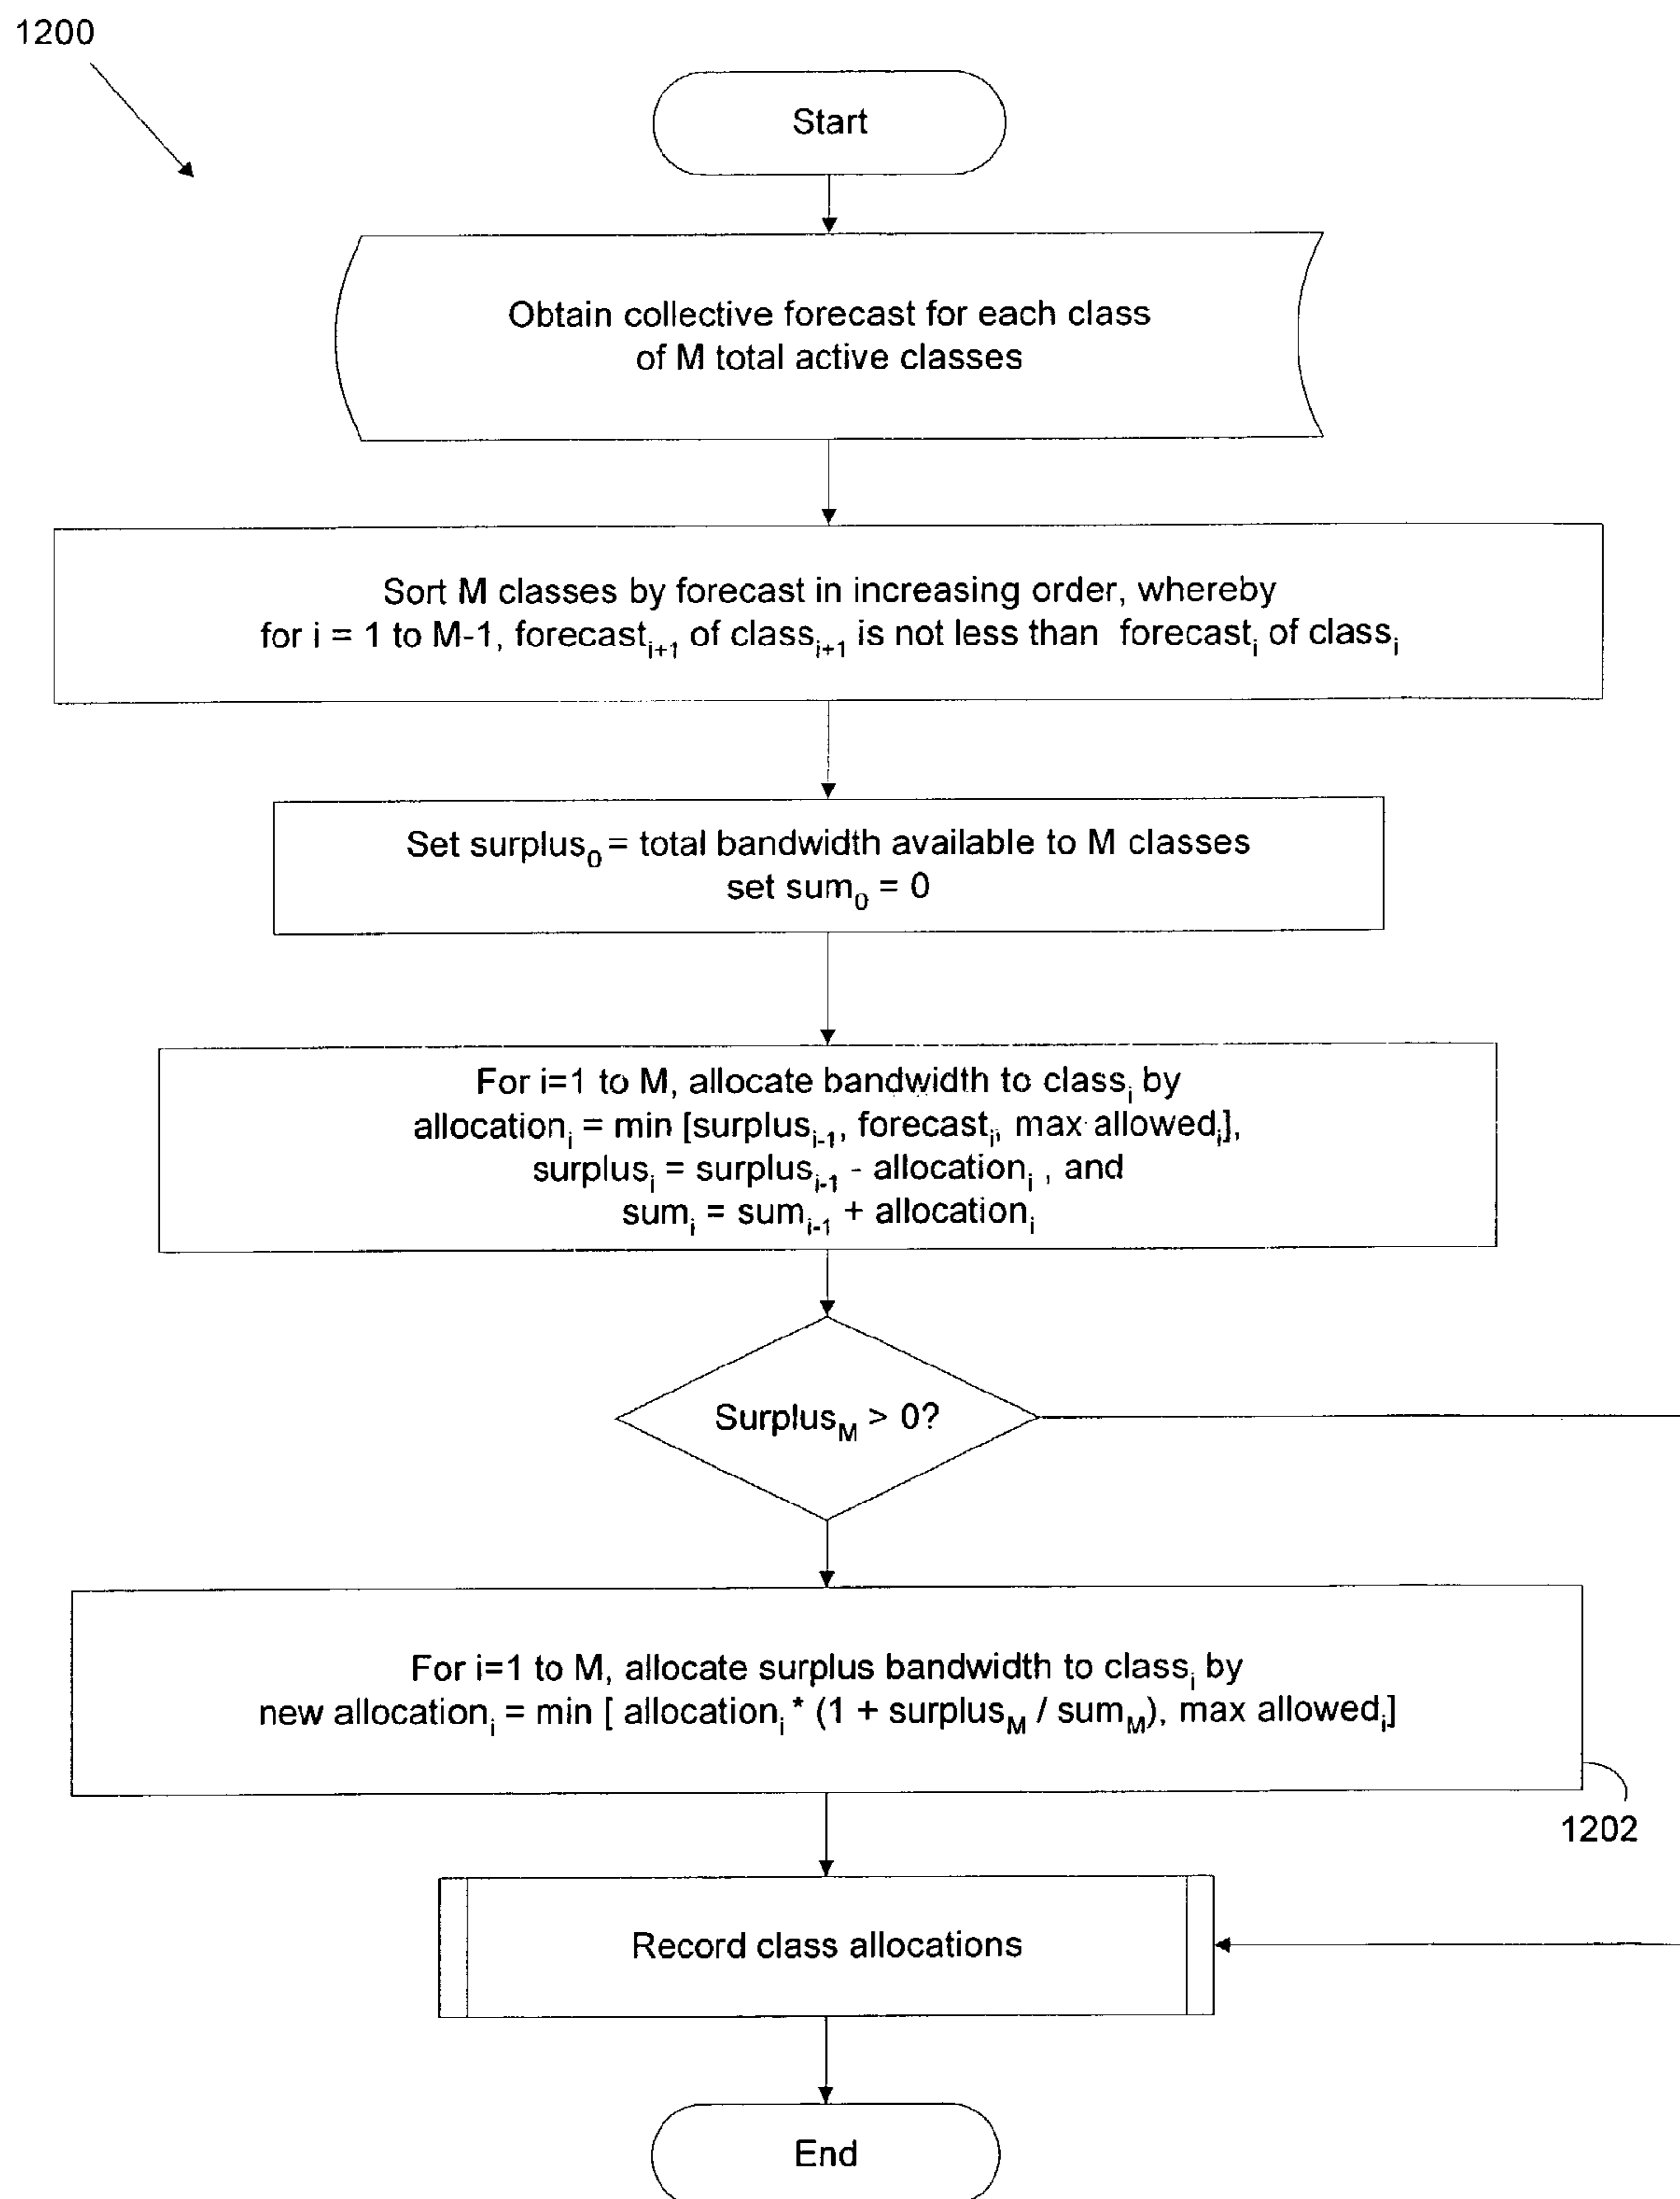 1200
Start
Obtain collective forecast for each class
of M total active classes
Sort M classes by forecast in increasing order, whereby
for i = 1 to M-1, forecast_{i+1} of class_{i+1} is not less than forecast_i of class_i
Set surplus_0 = total bandwidth available to M classes
set sum_0 = 0
For i=1 to M, allocate bandwidth to class_i by
allocation_i = min [surplus_{i-1}, forecast_i, max allowed_i],
surplus_i = surplus_{i-1} - allocation_i , and
sum_i = sum_{i-1} + allocation_i
Surplus_M > 0?
For i=1 to M, allocate surplus bandwidth to class_i by
new allocation_i = min [ allocation_i * (1 + surplus_M / sum_M), max allowed_i]
1202
Record class allocations
End